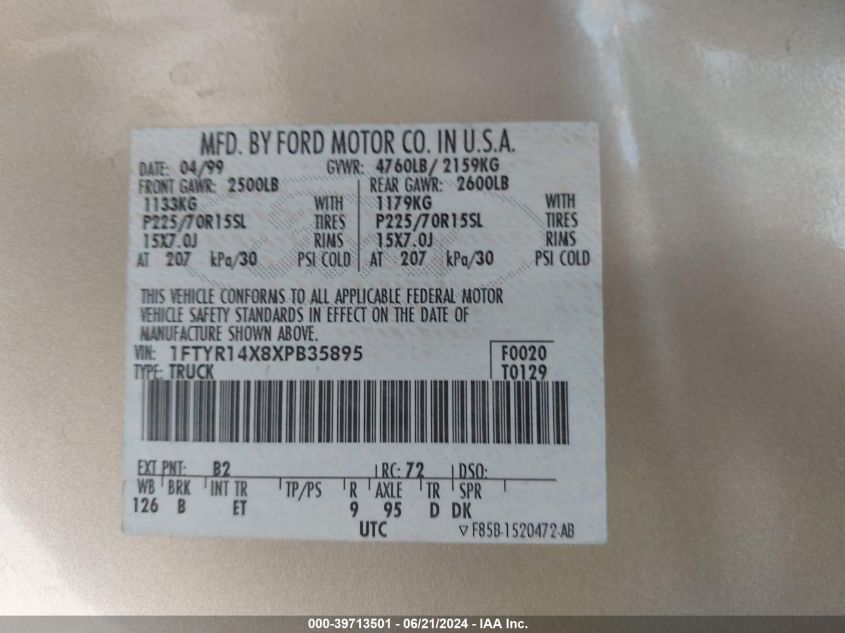 MFD. BY FORD MOTOR CO. IN U.S.A.
DATE: 04/99 GVWR: 4760LB/ 2159KG
FRONT GAWR: 2500LB REAR GAWR: 2600LB
1133KG WITH 1179KG WITH
P225/70R15SL TIRES P225/70R15SL TIRES
15X7.0J RIMS 15X7.0J RIMS
AT 207 kPa/30 PSI COLD AT 207 kPa/30 PSI COLD
THIS VEHICLE CONFORMS TO ALL APPLICABLE FEDERAL MOTOR
VEHICLE SAFETY STANDARDS IN EFFECT ON THE DATE OF
MANUFACTURE SHOWN ABOVE.
VIN: 1FTYR14X8XPB35895 F0020
TYPE: TRUCK T0129
EXT PNT: B2 RC: 72 DSO:
WB BRK INT TR TP/PS R AXLE TR SPR
126 B ET 9 95 D DK
UTC ▽ F85B-1520472-AB
000-39713501 / 06/21/2024 - IAA Inc.